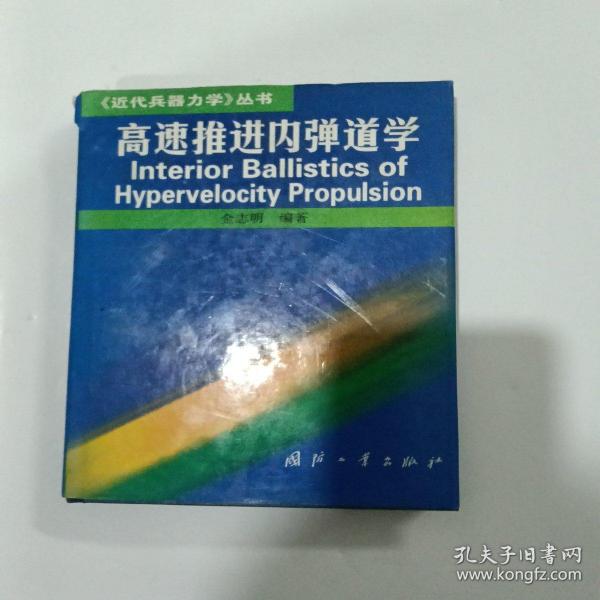 《近代兵器力学》丛书
高速推进内弹道学
Interior Ballistics of
Hypervelocity Propulsion
金志明 编著
国防工业出版社
孔夫子旧書网
www.kongfz.com